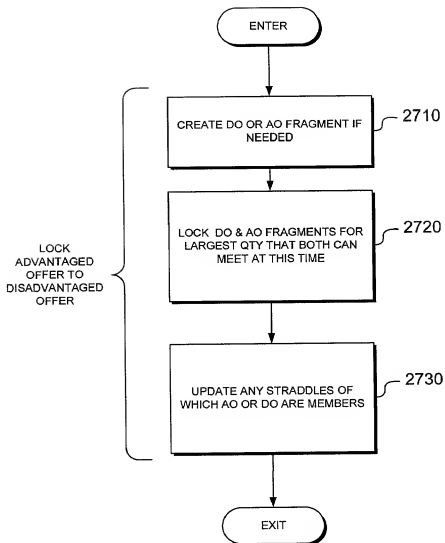 ENTER
CREATE DO OR AO FRAGMENT IF
NEEDED
2710
LOCK DO & AO FRAGMENTS FOR
LARGEST QTY THAT BOTH CAN
MEET AT THIS TIME
2720
LOCK
ADVANTAGED
OFFER TO
DISADVANTAGED
OFFER
UPDATE ANY STRADDLES OF
WHICH AO OR DO ARE MEMBERS
2730
EXIT